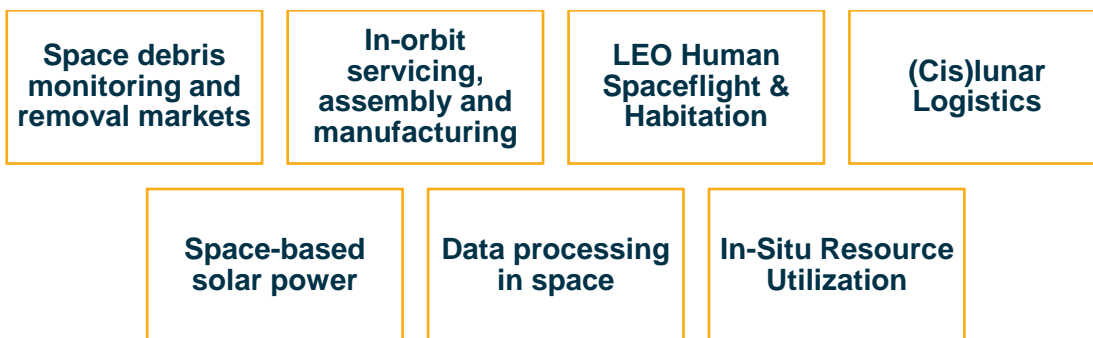 Space debris
monitoring and
removal markets
In-orbit
servicing,
assembly and
manufacturing
LEO Human
Spaceflight &
Habitation
(Cis)lunar
Logistics
Space-based
solar power
Data processing
in space
In-Situ Resource
Utilization